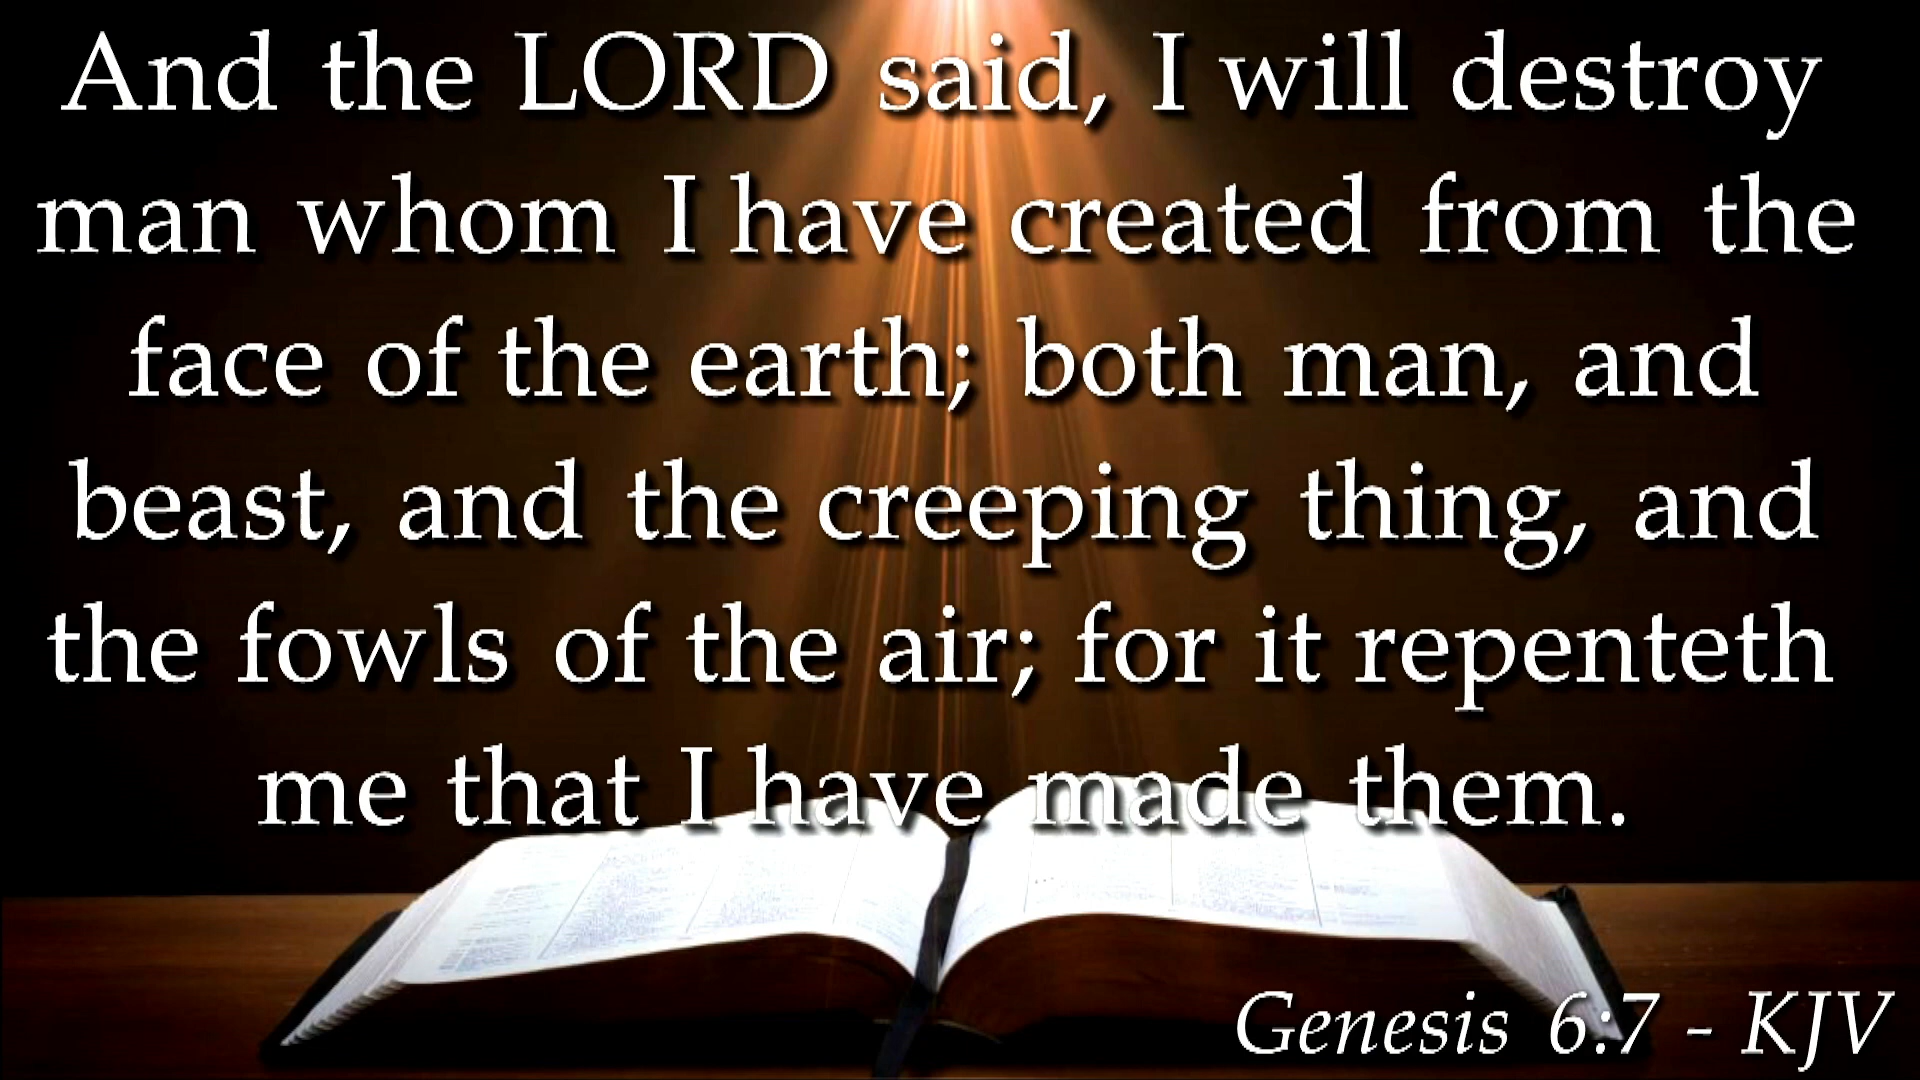 And the LORD said, I will destroy
man whom I have created from the
face of the earth; both man, and
beast, and the creeping thing, and
the fowls of the air; for it repenteth
me that I have made them.
Genesis 6:7 - KJV